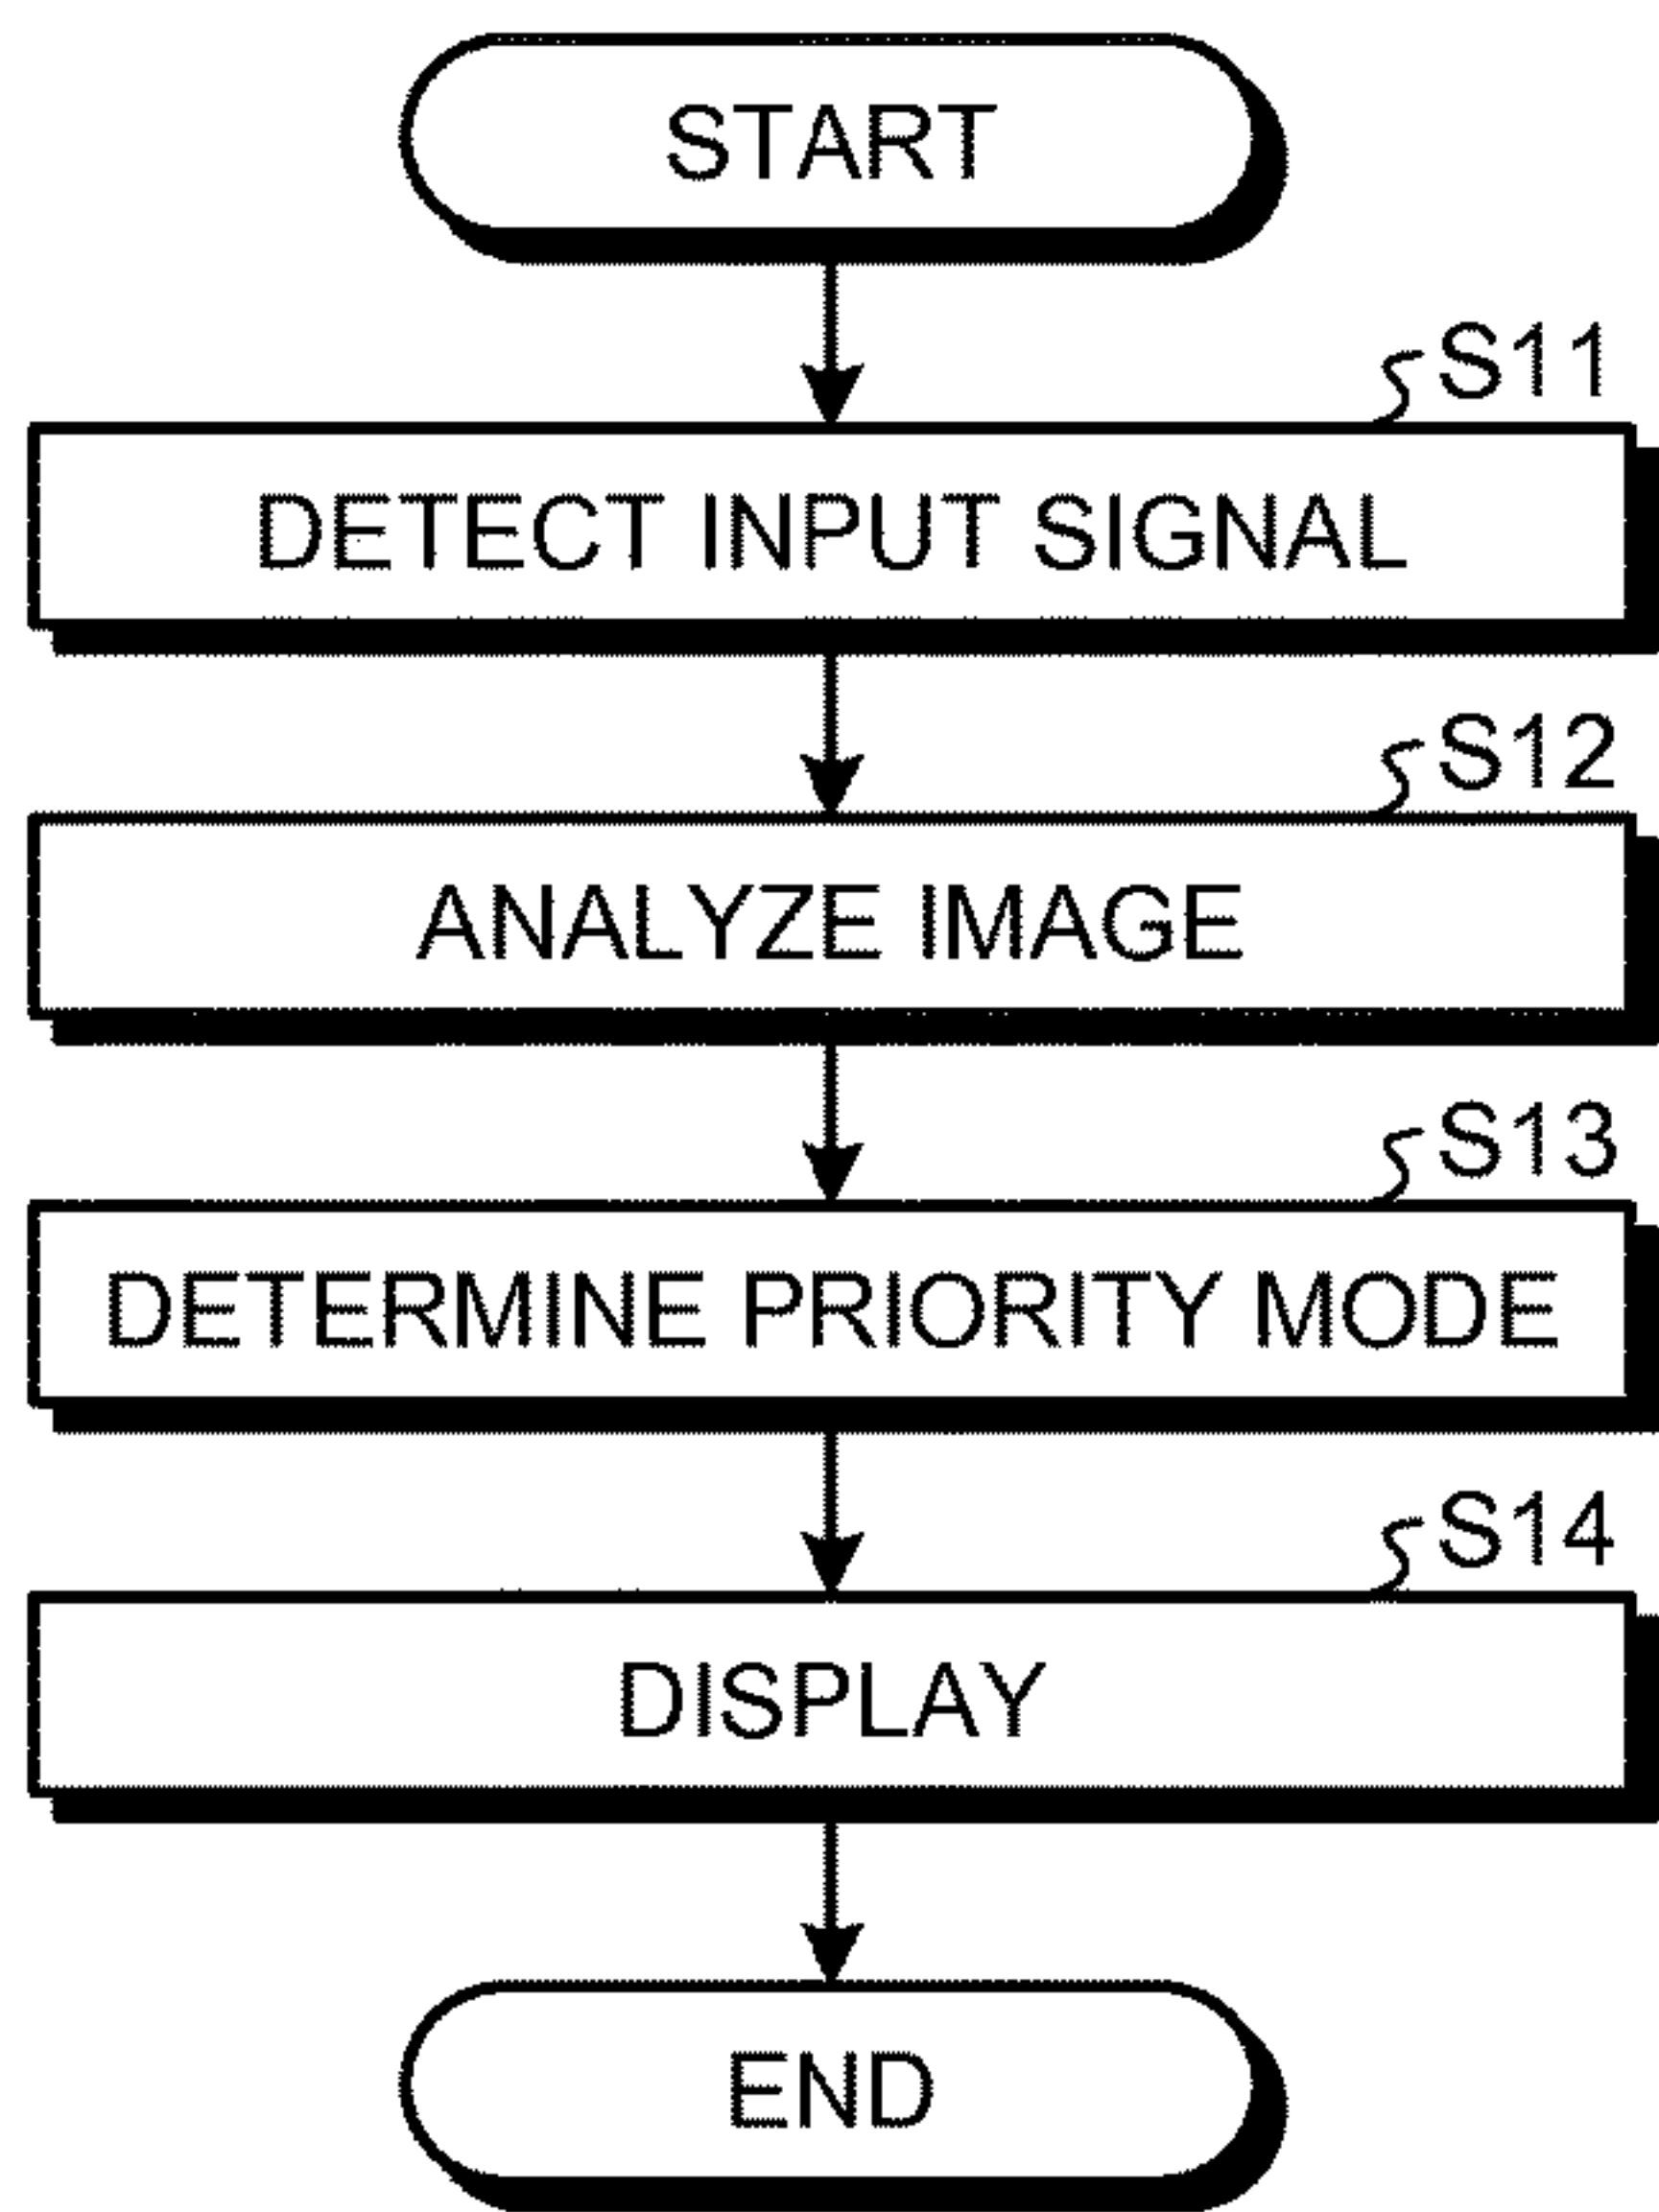 START
S11
DETECT INPUT SIGNAL
S12
ANALYZE IMAGE
S13
DETERMINE PRIORITY MODE
S14
DISPLAY
END